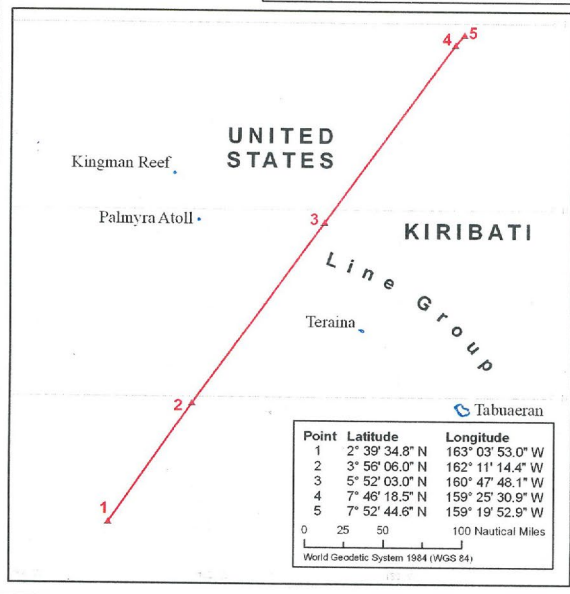 4 5
UNITED
STATES
Kingman Reef
Palmyra Atoll
3
KIRIBATI
Line Group
Teraina
2
Tabuaeran
Point Latitude Longitude
1 2° 39' 34.8" N 163° 03' 53.0" W
2 3° 56' 06.0" N 162° 11' 14.4" W
3 5° 52' 03.0" N 160° 47' 48.1" W
4 7° 46' 18.5" N 159° 25' 30.9" W
5 7° 52' 44.6" N 159° 19' 52.9" W
0 25 50 100 Nautical Miles
World Geodetic System 1984 (WGS 84)
1